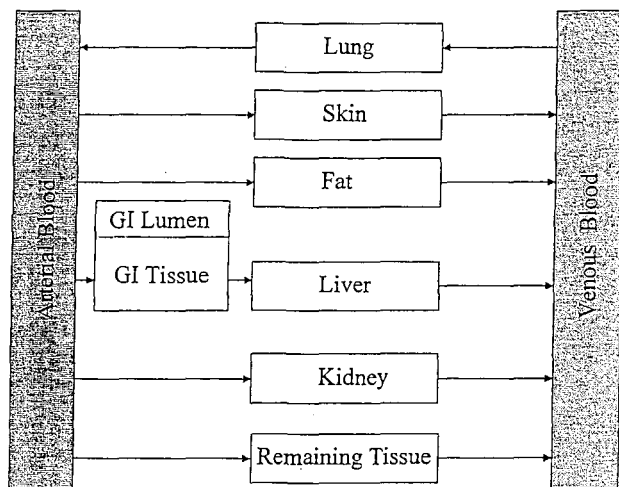 Lung
Skin
Fat
GI Lumen
GI Tissue
Liver
Kidney
Remaining Tissue
Arterial Blood
Venous Blood